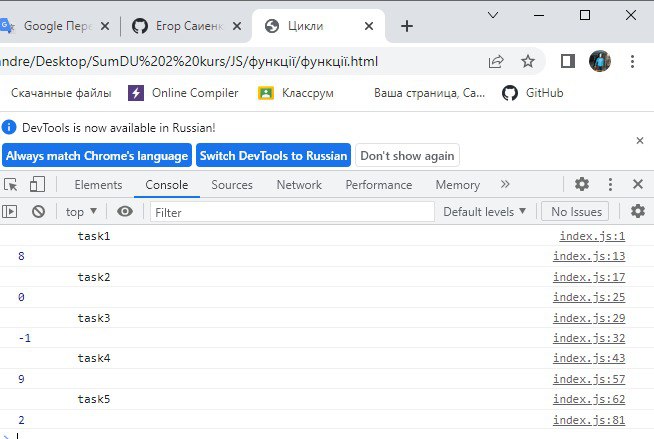 Google Пере
Егор Саиенк
Цикли
andre/Desktop/SumDU%202%20kurs/JS/функції/функції.html
Скачанные файлы
Online Compiler
Классрум
Ваша страница, Са...
GitHub
DevTools is now available in Russian!
Always match Chrome's language
Switch DevTools to Russian
Don't show again
Elements
Console
Sources
Network
Performance
Memory
top
Filter
Default levels
No Issues
task1 index.js:1
8 index.js:13
task2 index.js:17
0 index.js:25
task3 index.js:29
-1 index.js:32
task4 index.js:43
9 index.js:57
task5 index.js:62
2 index.js:81